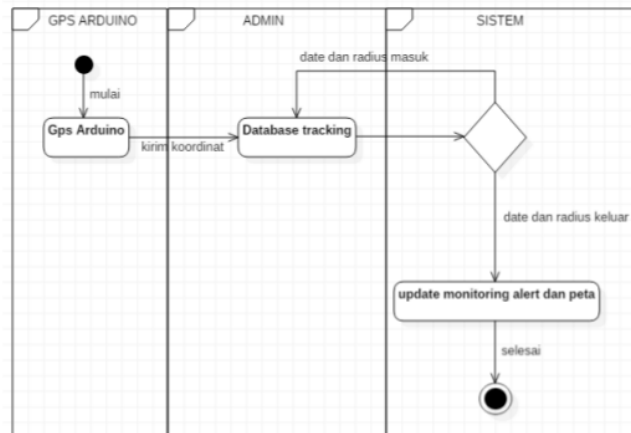 GPS ARDUINO
ADMIN
SISTEM
date dan radius masuk
mulai
Gps Arduino
kirim koordinat
Database tracking
date dan radius keluar
update monitoring alert dan peta
selesai